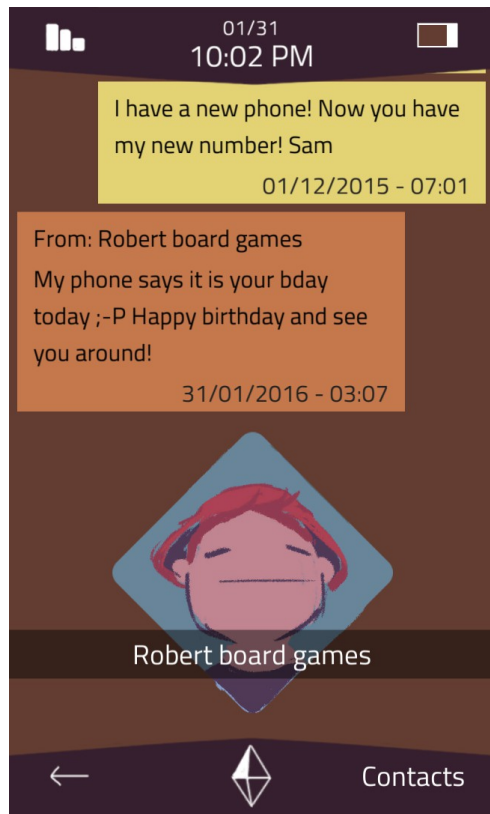 01/31
10:02 PM
I have a new phone! Now you have
my new number! Sam
01/12/2015 - 07:01
From: Robert board games
My phone says it is your bday
today ;-P Happy birthday and see
you around!
31/01/2016 - 03:07
Robert board games
Contacts